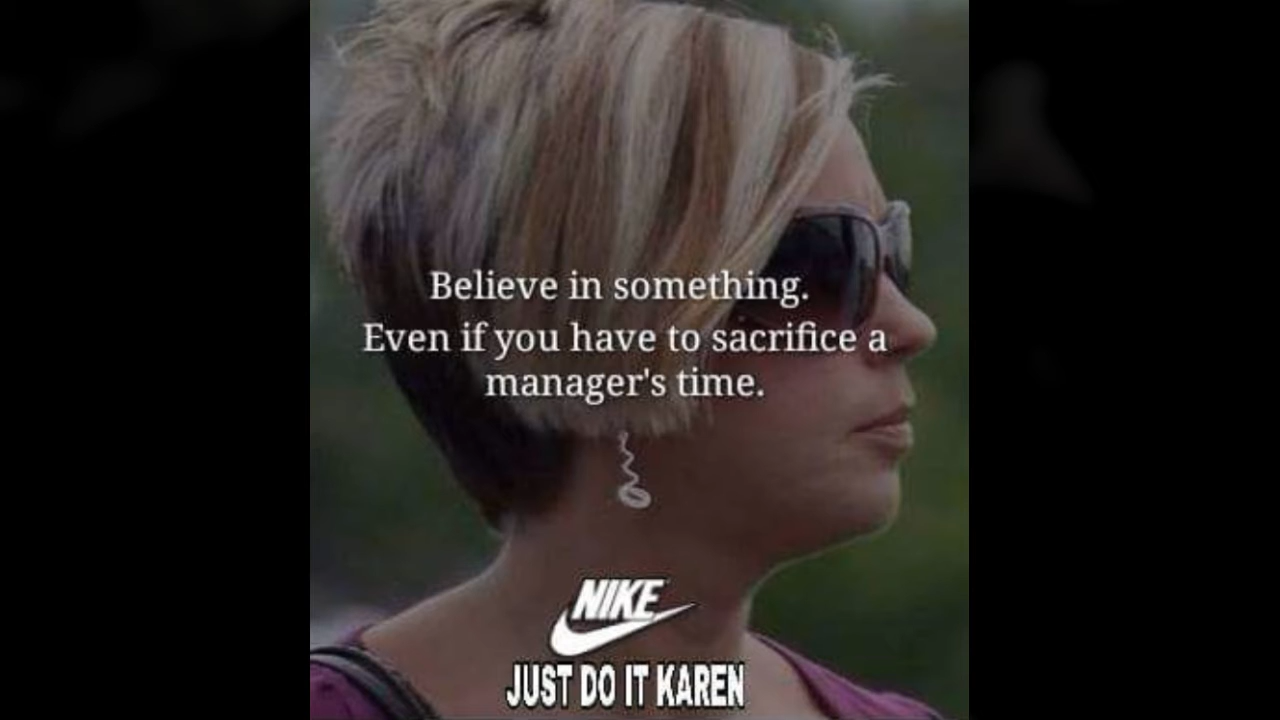 Believe in something.
Even if you have to sacrifice a
manager's time.
NIKE
JUST DO IT KAREN